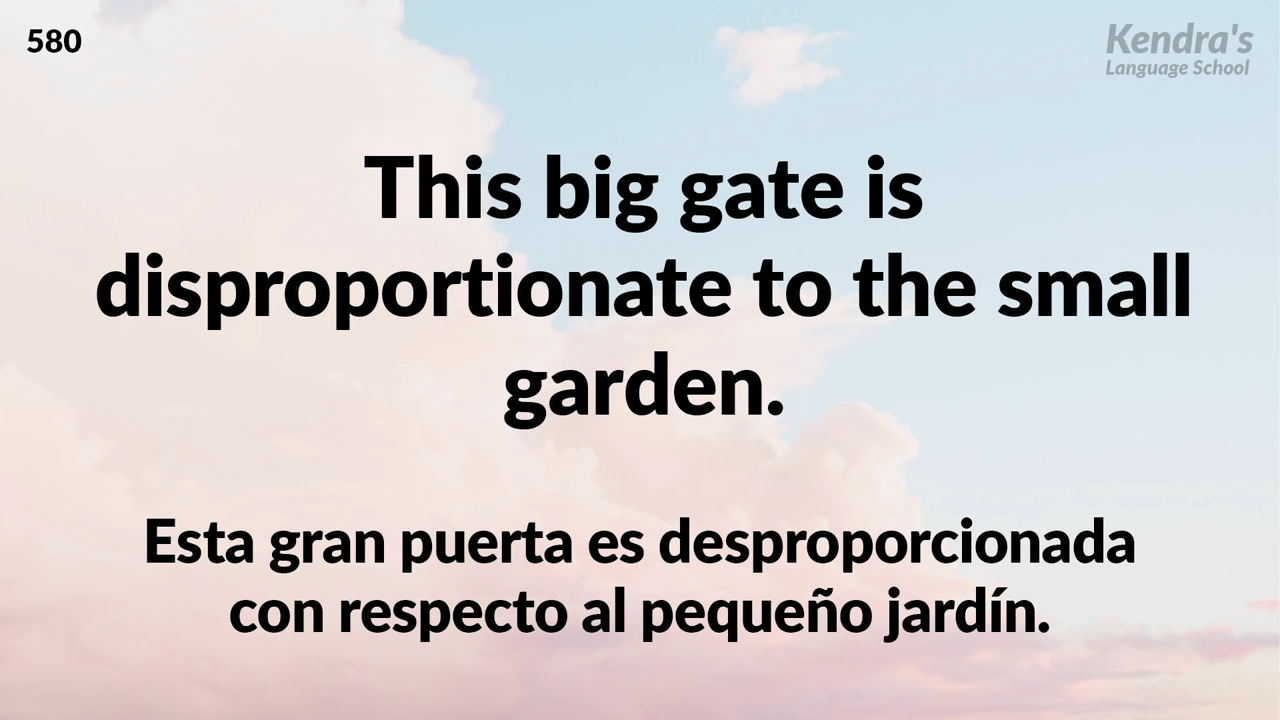 580
Kendra's
Language School
This big gate is
disproportionate to the small
garden.
Esta gran puerta es desproporcionada
con respecto al pequeño jardín.